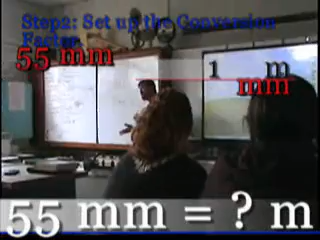 Step2: Set up the Conversion
Factor.
55 mm
1 m
mm
55 mm = ? m